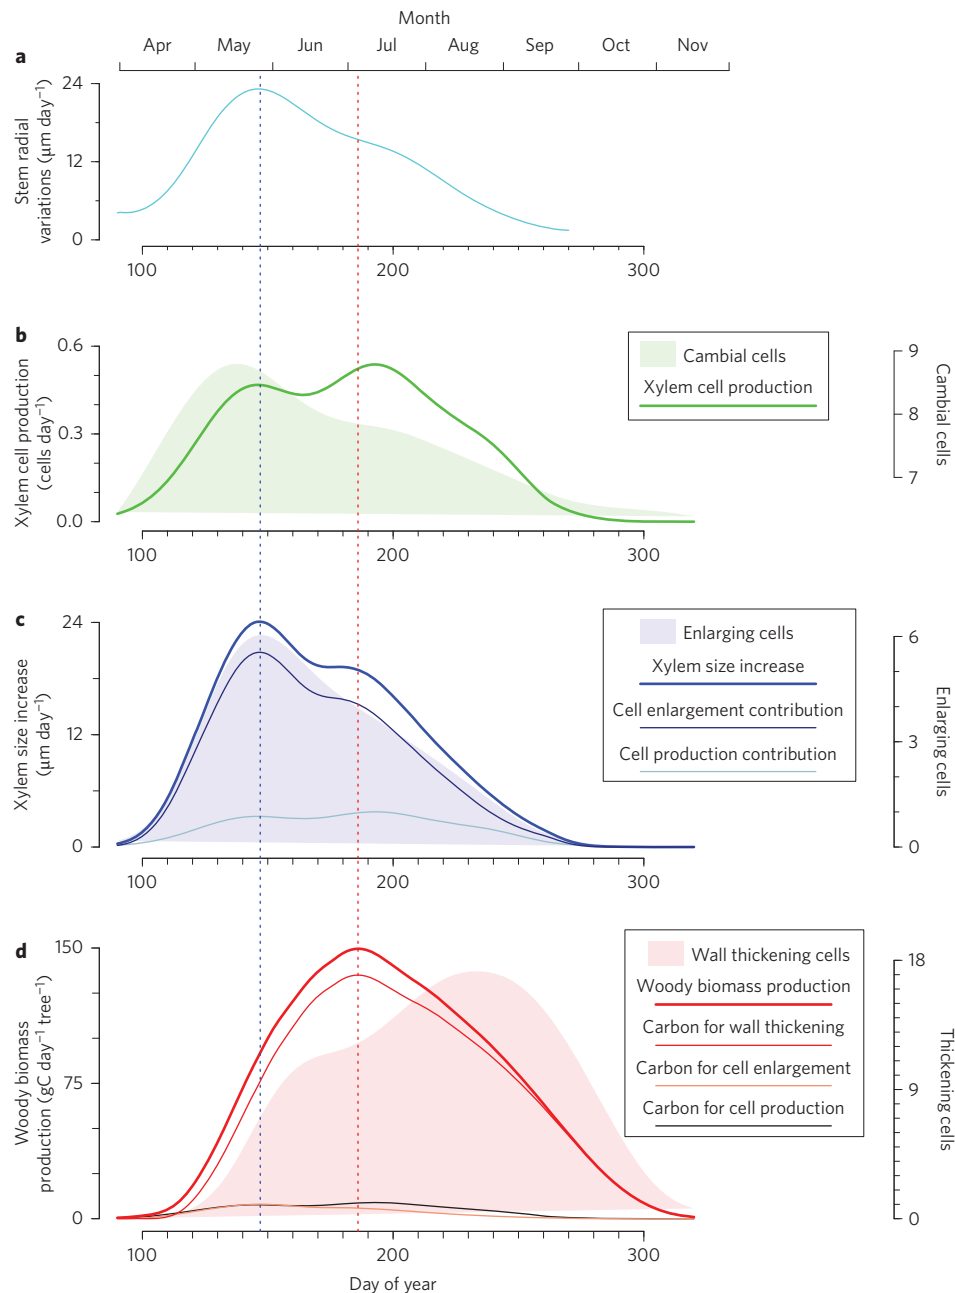 Month
Apr May Jun Jul Aug Sep Oct Nov
a
Stem radial
variations (µm day⁻¹)
24
12
0
100 200 300
b
Xylem cell production
(cells day⁻¹)
0.6
0.3
0.0
100 200 300
Cambial cells
Xylem cell production
9
8
7
Cambial cells
c
Xylem size increase
(µm day⁻¹)
24
12
0
100 200 300
Enlarging cells
Xylem size increase
Cell enlargement contribution
Cell production contribution
6
3
0
Enlarging cells
d
Woody biomass
production (gC day⁻¹ tree⁻¹)
150
75
0
100 200 300
Day of year
Wall thickening cells
Woody biomass production
Carbon for wall thickening
Carbon for cell enlargement
Carbon for cell production
18
9
0
Thickening cells